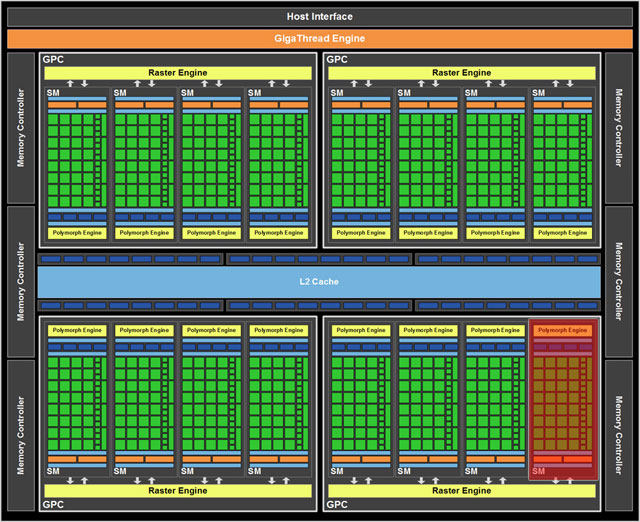 Host Interface
GigaThread Engine
GPC
GPC
Raster Engine
Raster Engine
Memory Controller
Memory Controller
SM SM SM SM
SM SM SM SM
Polymorph Engine Polymorph Engine Polymorph Engine Polymorph Engine
Polymorph Engine Polymorph Engine Polymorph Engine Polymorph Engine
Memory Controller
Memory Controller
L2 Cache
Polymorph Engine Polymorph Engine Polymorph Engine Polymorph Engine
Polymorph Engine Polymorph Engine Polymorph Engine Polymorph Engine
Memory Controller
Memory Controller
SM SM SM SM
SM SM SM SM
Raster Engine
Raster Engine
GPC
GPC